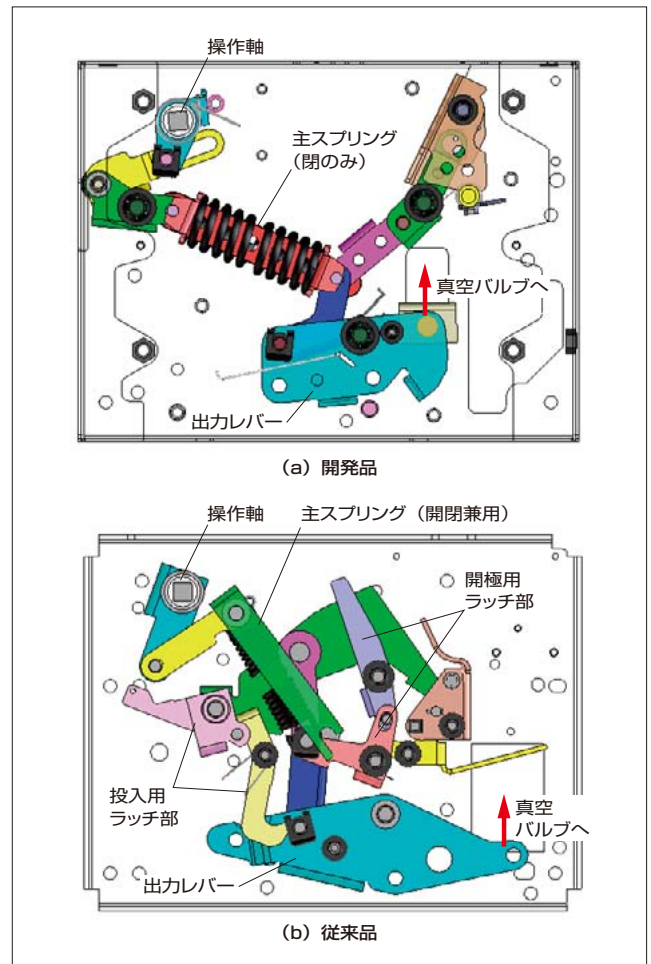 操作軸
主スプリング
(閉のみ)
真空バルブへ
出力レバー
(a) 開発品
操作軸
主スプリング(開閉兼用)
開極用
ラッチ部
投入用
ラッチ部
真空
バルブへ
出力レバー
(b) 従来品